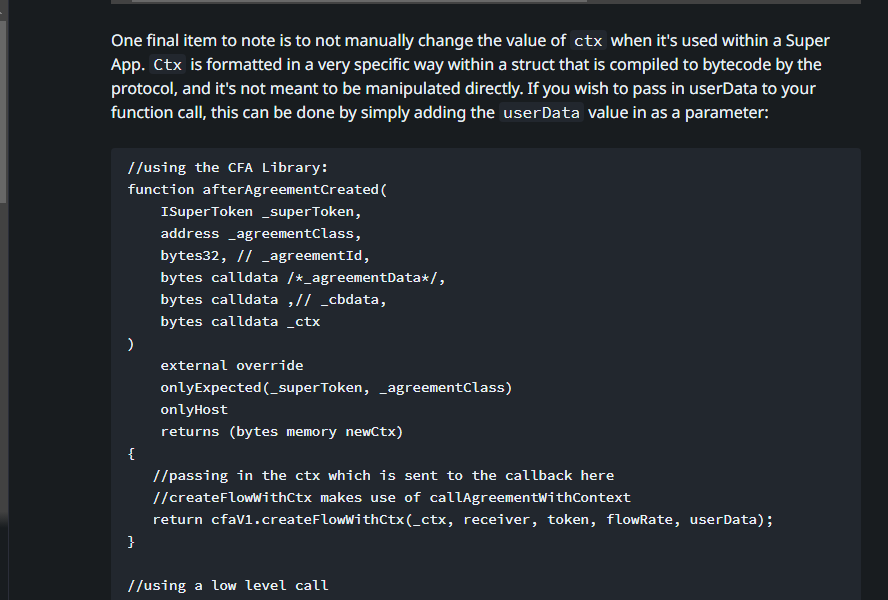 One final item to note is to not manually change the value of ctx when it's used within a Super
App. Ctx is formatted in a very specific way within a struct that is compiled to bytecode by the
protocol, and it's not meant to be manipulated directly. If you wish to pass in userData to your
function call, this can be done by simply adding the userData value in as a parameter:
//using the CFA Library:
function afterAgreementCreated(
    ISuperToken _superToken,
    address _agreementClass,
    bytes32, // _agreementId,
    bytes calldata /*_agreementData*/,
    bytes calldata ,// _cbdata,
    bytes calldata _ctx
)
    external override
    onlyExpected(_superToken, _agreementClass)
    onlyHost
    returns (bytes memory newCtx)
{
   //passing in the ctx which is sent to the callback here
   //createFlowWithCtx makes use of callAgreementWithContext
   return cfaV1.createFlowWithCtx(_ctx, receiver, token, flowRate, userData);
}
//using a low level call